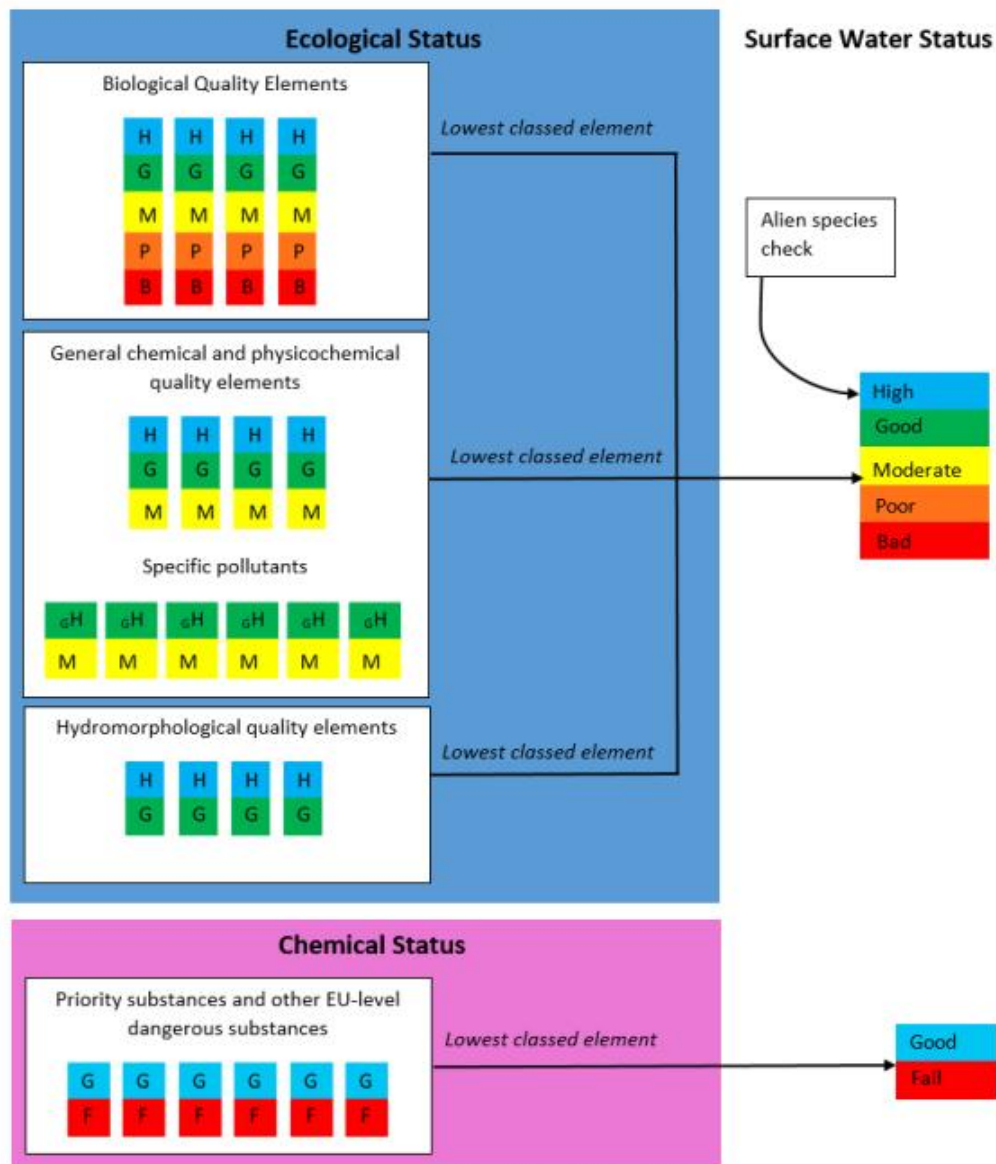 Ecological Status
Surface Water Status
Biological Quality Elements
H H H H
G G G G
M M M M
P P P P
B B B B
Lowest classed element
Alien species
check
General chemical and physicochemical
quality elements
H H H H
G G G G
M M M M
Lowest classed element
Specific pollutants
GH GH GH GH GH GH
M M M M M M
High
Good
Moderate
Poor
Bad
Hydromorphological quality elements
H H H H
G G G G
Lowest classed element
Chemical Status
Priority substances and other EU-level
dangerous substances
G G G G G G
F F F F F F
Lowest classed element
Good
Fail